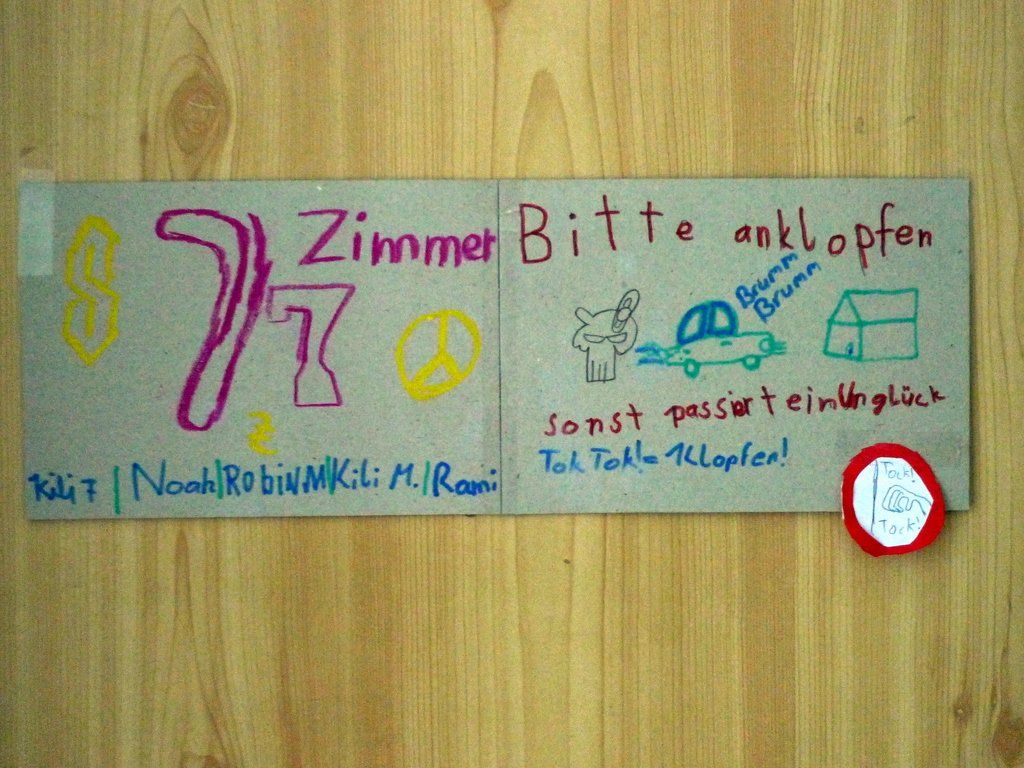 Zimmer
7
Z
Kili 7 | Noah | Robin M | Kili M. | Rami
Bitte anklopfen
Brumm
Brumm
sonst passiert ein Unglück
Tok Tok! = 1 Klopfen!
Tock!
Tock!